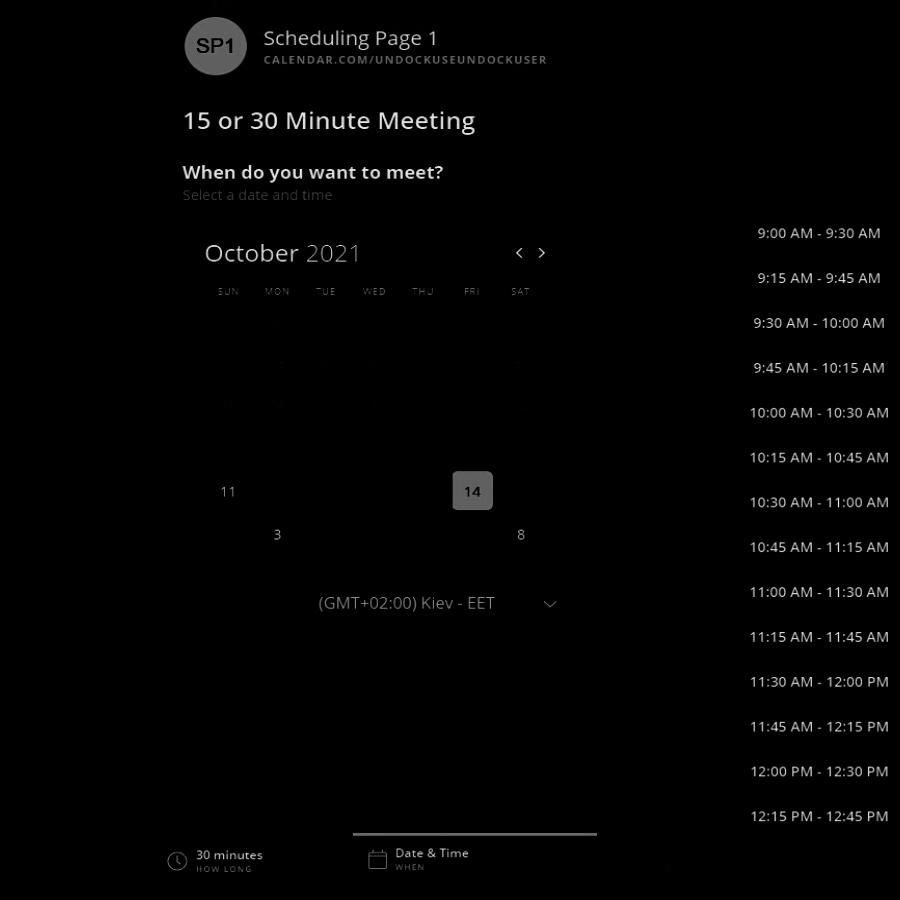 SP1
Scheduling Page 1
CALENDAR.COM/UNDOCKUSEUNDOCKUSER
15 or 30 Minute Meeting
When do you want to meet?
Select a date and time
October 2021
SUN MON TUE WED THU FRI SAT
11 14
3 8
(GMT+02:00) Kiev - EET
9:00 AM - 9:30 AM
9:15 AM - 9:45 AM
9:30 AM - 10:00 AM
9:45 AM - 10:15 AM
10:00 AM - 10:30 AM
10:15 AM - 10:45 AM
10:30 AM - 11:00 AM
10:45 AM - 11:15 AM
11:00 AM - 11:30 AM
11:15 AM - 11:45 AM
11:30 AM - 12:00 PM
11:45 AM - 12:15 PM
12:00 PM - 12:30 PM
12:15 PM - 12:45 PM
30 minutes
HOW LONG
Date & Time
WHEN